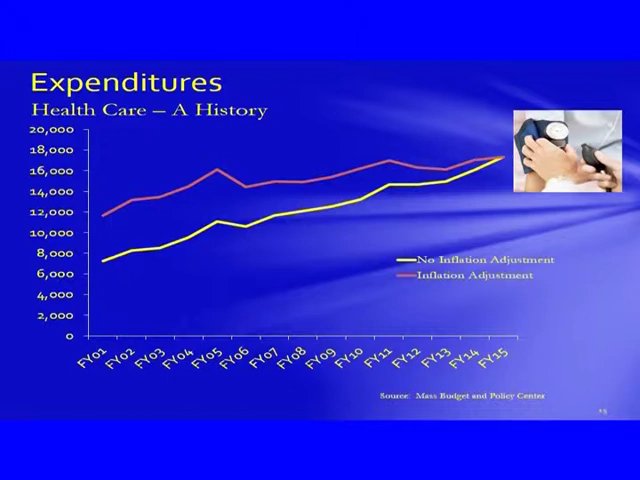 Expenditures
Health Care – A History
20,000
18,000
16,000
14,000
12,000
10,000
8,000
6,000
4,000
2,000
0
No Inflation Adjustment
Inflation Adjustment
FY01 FY02 FY03 FY04 FY05 FY06 FY07 FY08 FY09 FY10 FY11 FY12 FY13 FY14 FY15
Source: Mass Budget and Policy Center